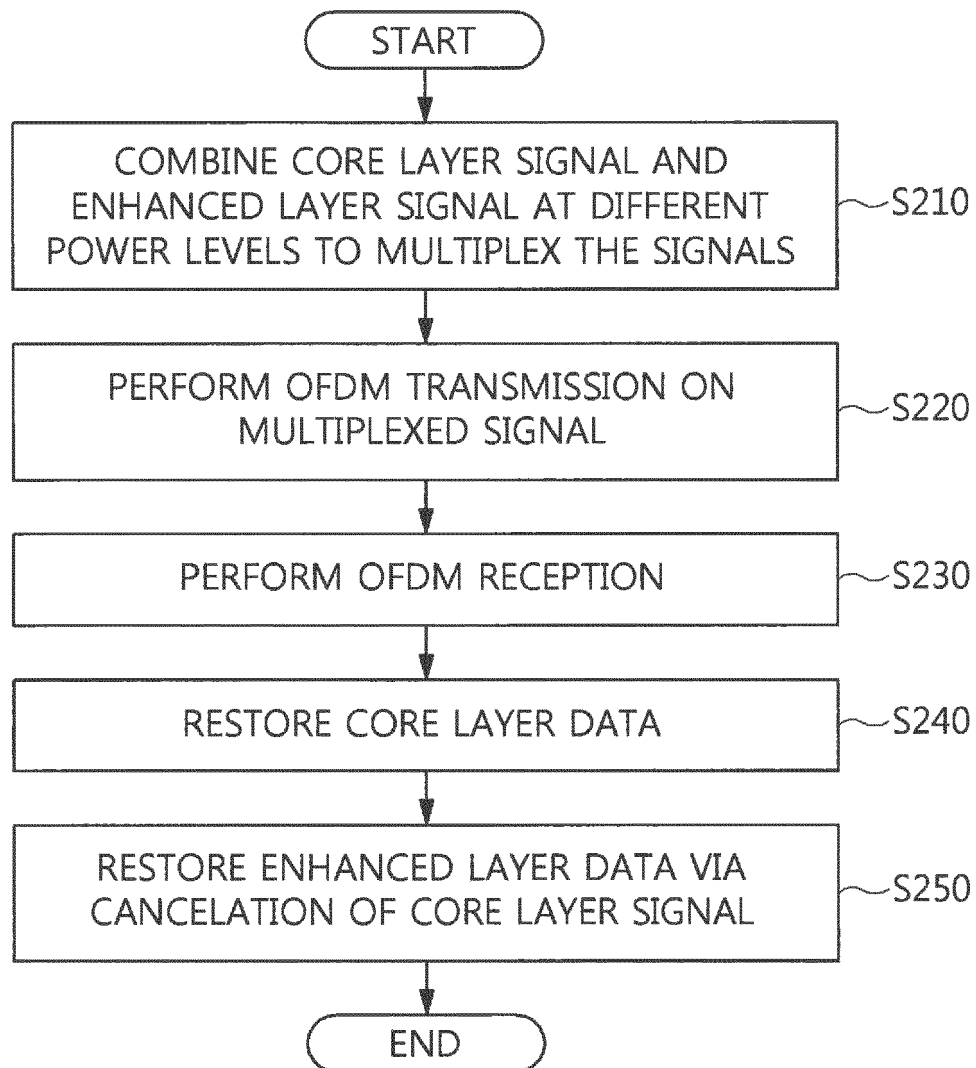 START
COMBINE CORE LAYER SIGNAL AND
ENHANCED LAYER SIGNAL AT DIFFERENT
POWER LEVELS TO MULTIPLEX THE SIGNALS
S210
PERFORM OFDM TRANSMISSION ON
MULTIPLEXED SIGNAL
S220
PERFORM OFDM RECEPTION
S230
RESTORE CORE LAYER DATA
S240
RESTORE ENHANCED LAYER DATA VIA
CANCELATION OF CORE LAYER SIGNAL
S250
END